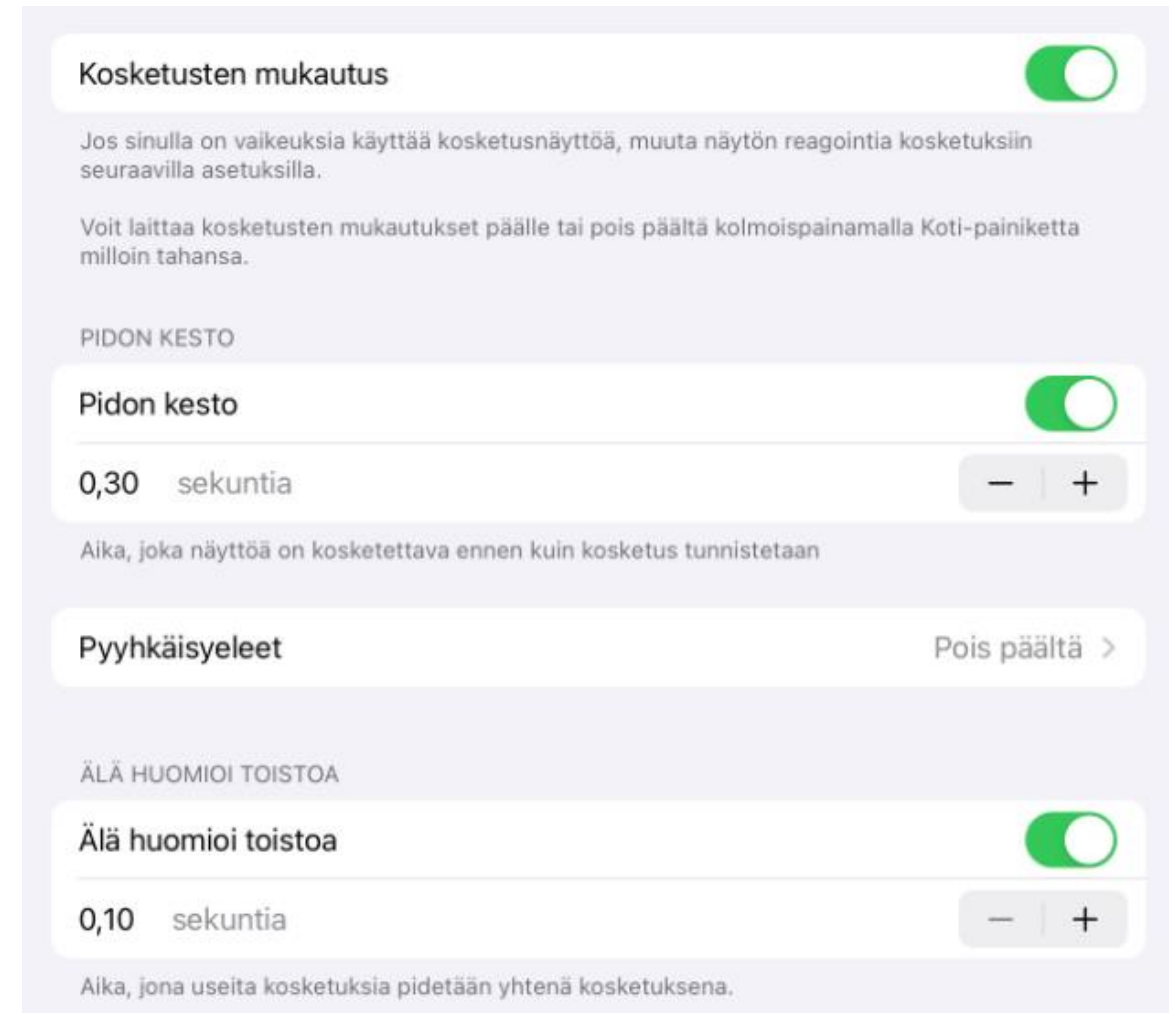 Kosketusten mukautus
Jos sinulla on vaikeuksia käyttää kosketusnäyttöä, muuta näytön reagointia kosketuksiin
seuraavilla asetuksilla.
Voit laittaa kosketusten mukautukset päälle tai pois päältä kolmoispainamalla Koti-painiketta
milloin tahansa.
PIDON KESTO
Pidon kesto
0,30 sekuntia − +
Aika, joka näyttöä on kosketettava ennen kuin kosketus tunnistetaan
Pyyhkäisyeleet Pois päältä >
ÄLÄ HUOMIOI TOISTOA
Älä huomioi toistoa
0,10 sekuntia − +
Aika, jona useita kosketuksia pidetään yhtenä kosketuksena.